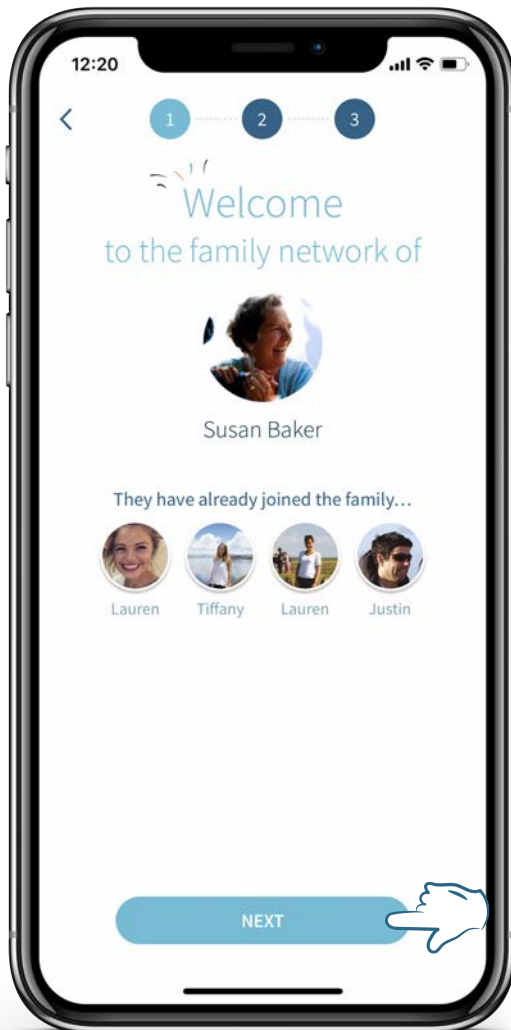 12:20
1 2 3
Welcome
to the family network of
Susan Baker
They have already joined the family...
Lauren Tiffany Lauren Justin
NEXT